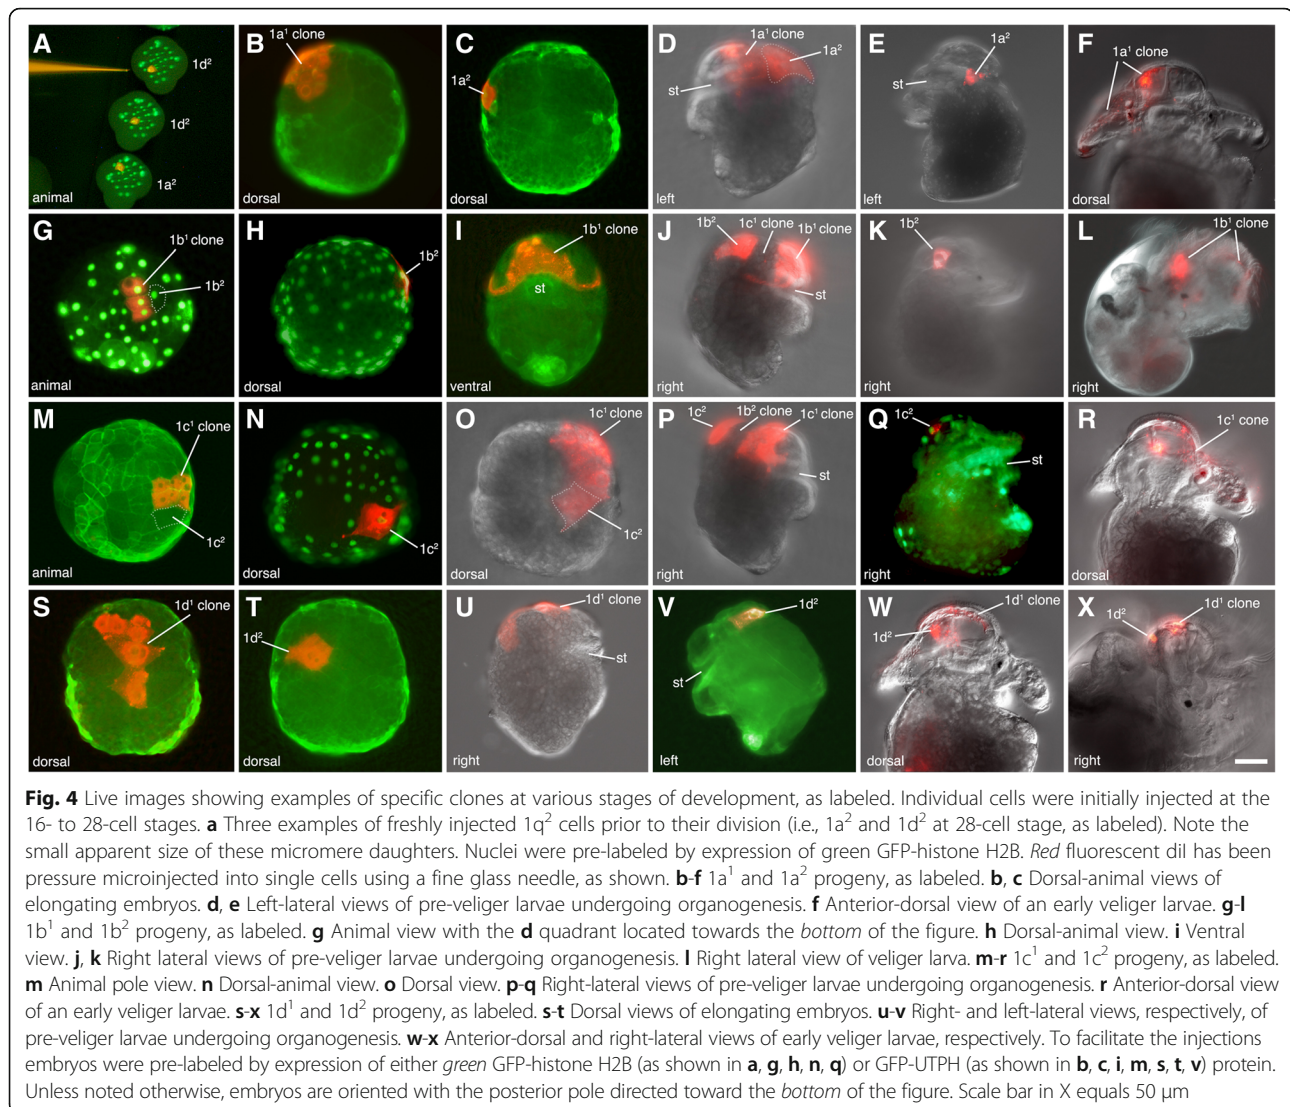 A
1d²
1d²
1a²
animal
B
1a¹ clone
dorsal
C
1a²
dorsal
D
1a¹ clone
1a²
st
left
E
1a²
st
left
F
1a¹ clone
dorsal
G
1b¹ clone
1b²
animal
H
1b²
dorsal
I
1b¹ clone
st
ventral
J
1b²
1c¹ clone
1b¹ clone
st
right
K
1b²
right
L
1b¹ clone
right
M
1c¹ clone
1c²
animal
N
1c²
dorsal
O
1c¹ clone
1c²
dorsal
P
1c²
1b² clone
1c¹ clone
st
right
Q
1c²
st
right
R
1c¹ cone
dorsal
S
1d¹ clone
dorsal
T
1d²
dorsal
U
1d¹ clone
st
right
V
1d²
st
left
W
1d¹ clone
1d²
dorsal
X
1d²
1d¹ clone
right
Fig. 4 Live images showing examples of specific clones at various stages of development, as labeled. Individual cells were initially injected at the
16- to 28-cell stages. a Three examples of freshly injected 1q² cells prior to their division (i.e., 1a² and 1d² at 28-cell stage, as labeled). Note the
small apparent size of these micromere daughters. Nuclei were pre-labeled by expression of green GFP-histone H2B. Red fluorescent diI has been
pressure microinjected into single cells using a fine glass needle, as shown. b-f 1a¹ and 1a² progeny, as labeled. b, c Dorsal-animal views of
elongating embryos. d, e Left-lateral views of pre-veliger larvae undergoing organogenesis. f Anterior-dorsal view of an early veliger larvae. g-l
1b¹ and 1b² progeny, as labeled. g Animal view with the d quadrant located towards the bottom of the figure. h Dorsal-animal view. i Ventral
view. j, k Right lateral views of pre-veliger larvae undergoing organogenesis. l Right lateral view of veliger larva. m-r 1c¹ and 1c² progeny, as labeled.
m Animal pole view. n Dorsal-animal view. o Dorsal view. p-q Right-lateral views of pre-veliger larvae undergoing organogenesis. r Anterior-dorsal view
of an early veliger larvae. s-x 1d¹ and 1d² progeny, as labeled. s-t Dorsal views of elongating embryos. u-v Right- and left-lateral views, respectively, of
pre-veliger larvae undergoing organogenesis. w-x Anterior-dorsal and right-lateral views of early veliger larvae, respectively. To facilitate the injections
embryos were pre-labeled by expression of either green GFP-histone H2B (as shown in a, g, h, n, q) or GFP-UTPH (as shown in b, c, i, m, s, t, v) protein.
Unless noted otherwise, embryos are oriented with the posterior pole directed toward the bottom of the figure. Scale bar in X equals 50 μm